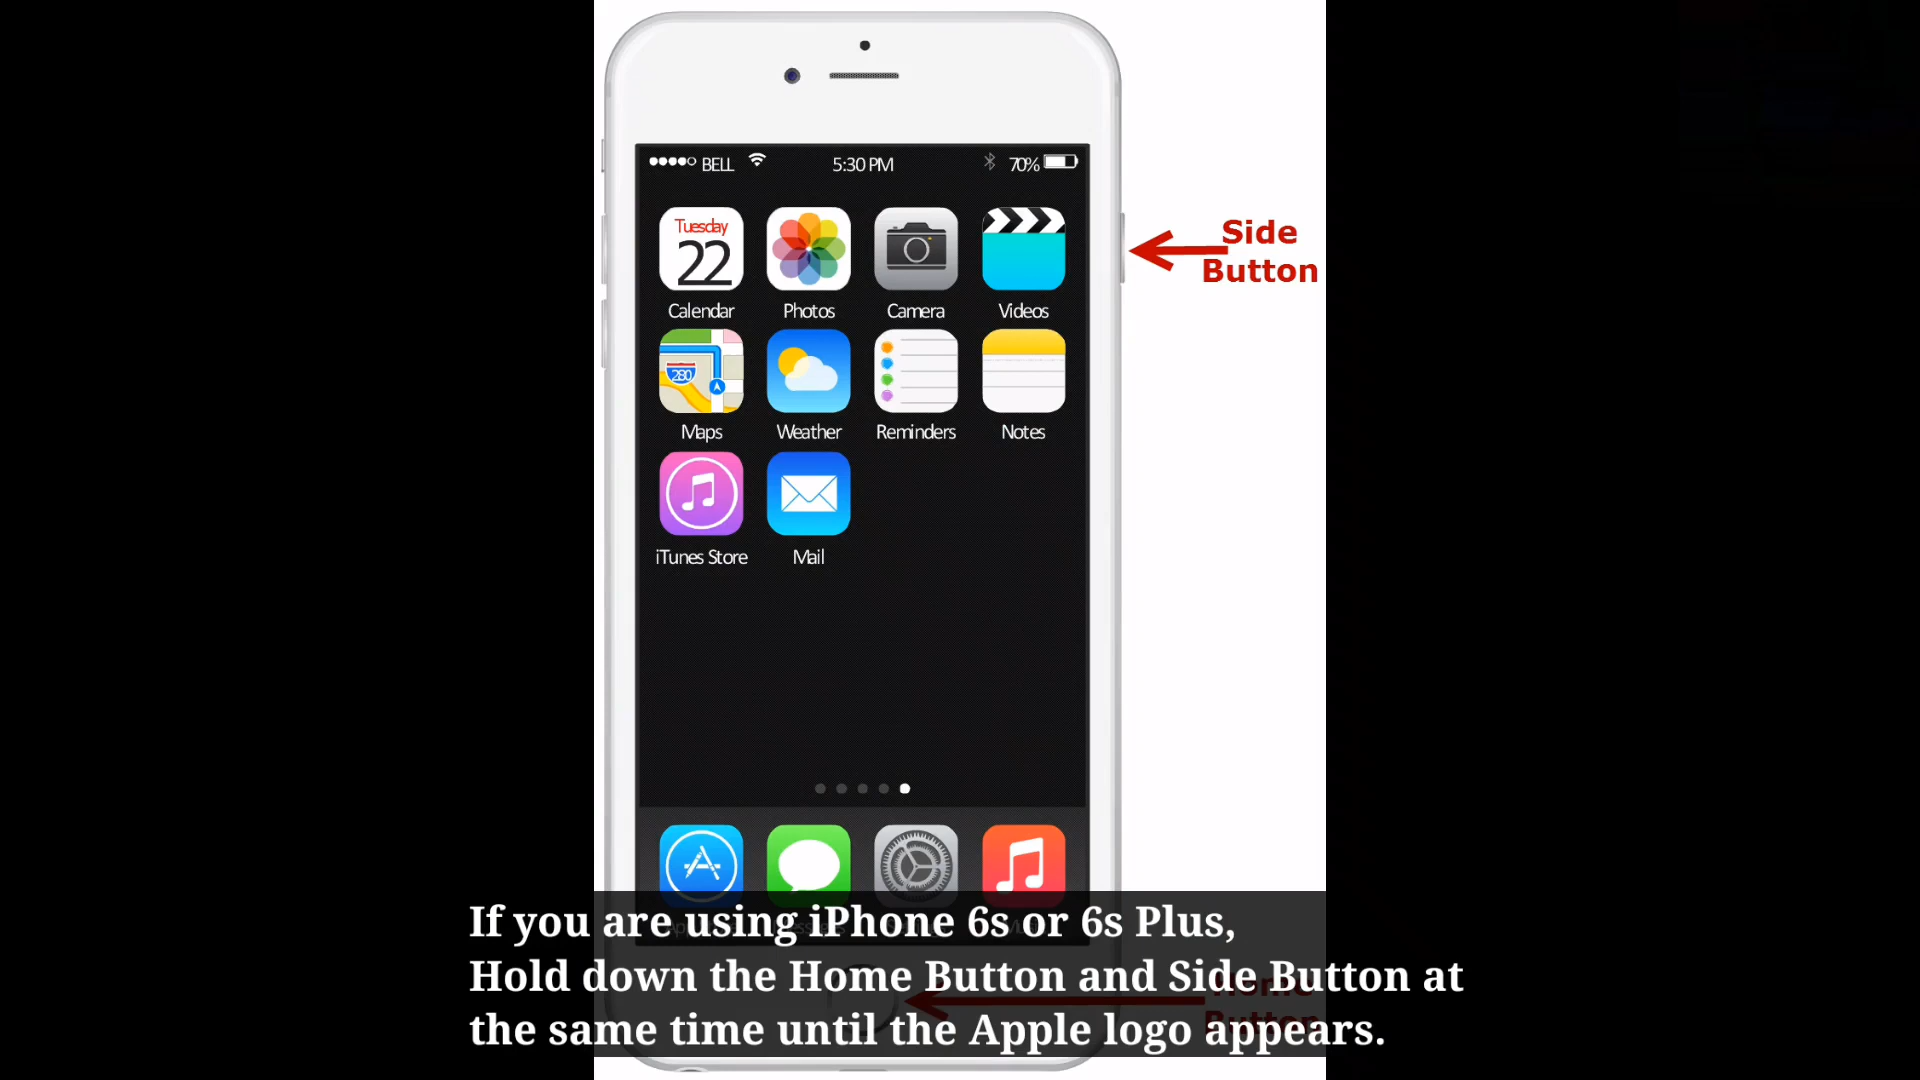 BELL 5:30 PM 70%
Side
Button
Tuesday
22
Calendar Photos Camera Videos
280
Maps Weather Reminders Notes
iTunes Store Mail
If you are using iPhone 6s or 6s Plus,
Hold down the Home Button and Side Button at
the same time until the Apple logo appears.
Home
Button